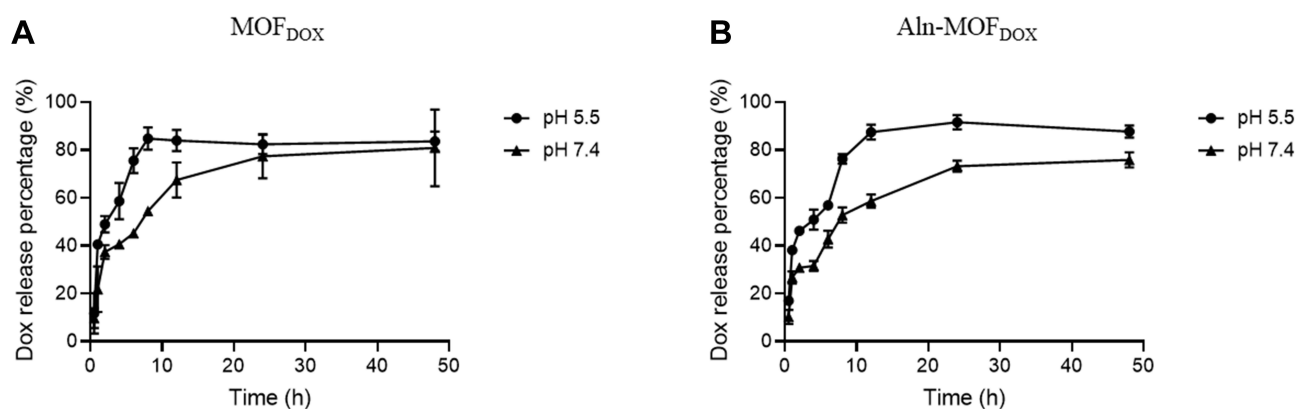 A
MOFDOX
Dox release percentage (%)
100
80
60
40
20
0
0 10 20 30 40 50
Time (h)
pH 5.5
pH 7.4
B
Aln-MOFDOX
Dox release percentage (%)
100
80
60
40
20
0
0 10 20 30 40 50
Time (h)
pH 5.5
pH 7.4